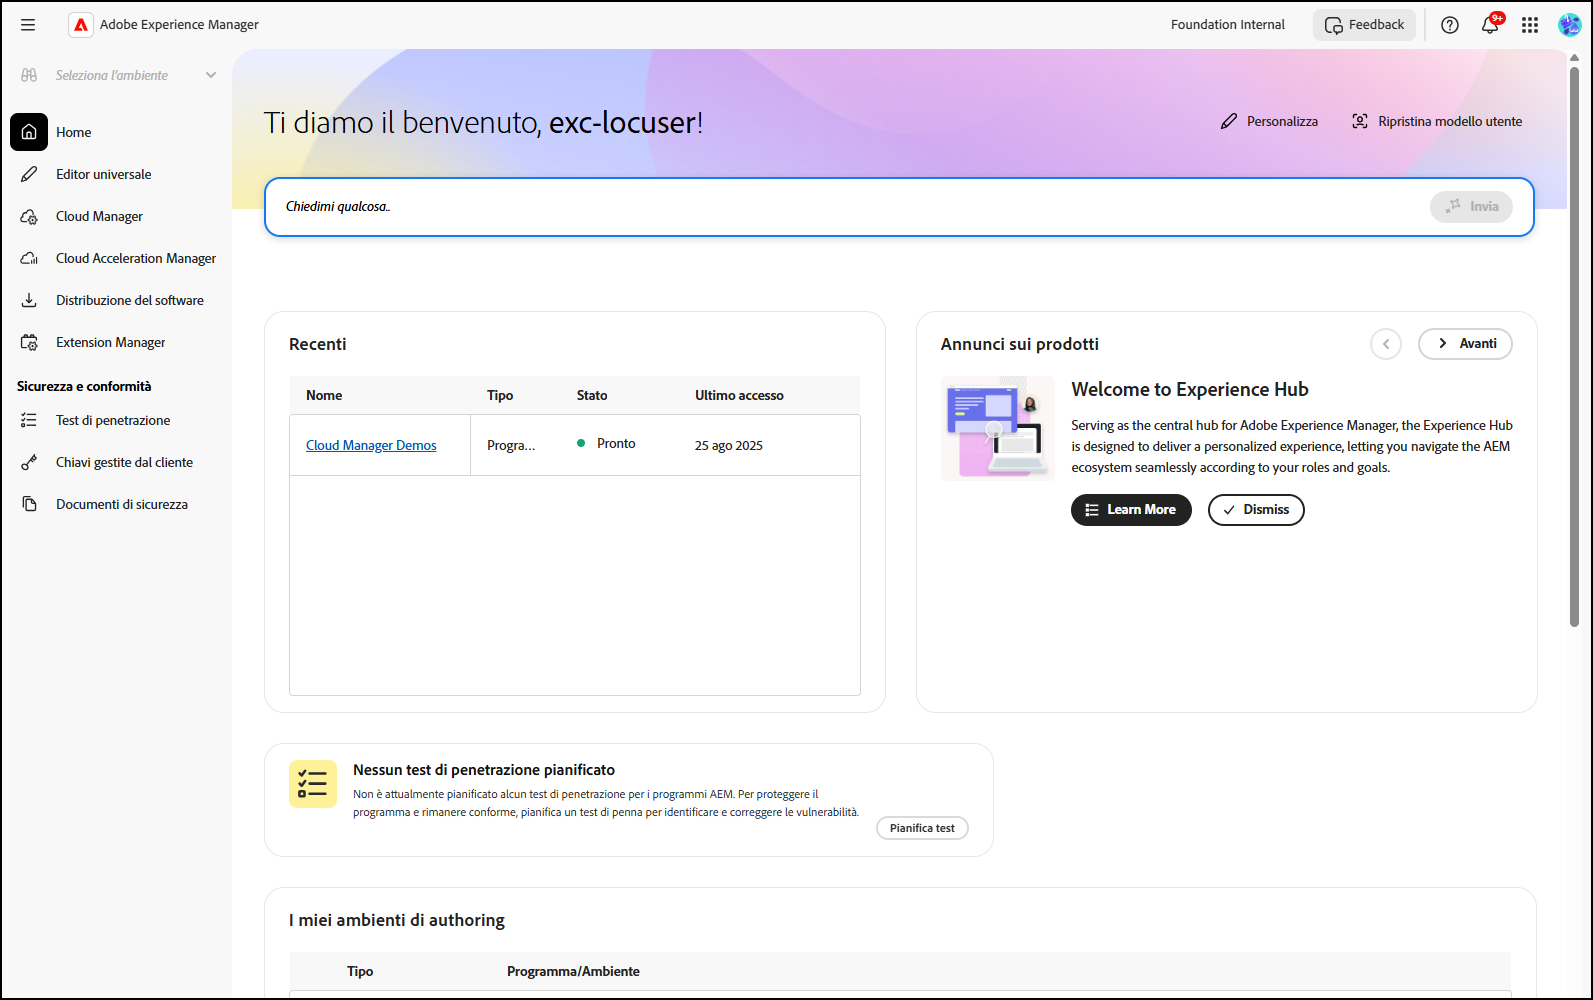 Adobe Experience Manager
Foundation Internal
Feedback
9+
Seleziona l'ambiente
Home
Editor universale
Cloud Manager
Cloud Acceleration Manager
Distribuzione del software
Extension Manager
Sicurezza e conformità
Test di penetrazione
Chiavi gestite dal cliente
Documenti di sicurezza
Ti diamo il benvenuto, exc-locuser!
Personalizza
Ripristina modello utente
Chiedimi qualcosa..
Invia
Recenti
Nome Tipo Stato Ultimo accesso
Cloud Manager Demos Progra... Pronto 25 ago 2025
Annunci sui prodotti
Avanti
Welcome to Experience Hub
Serving as the central hub for Adobe Experience Manager, the Experience Hub
is designed to deliver a personalized experience, letting you navigate the AEM
ecosystem seamlessly according to your roles and goals.
Learn More
Dismiss
Nessun test di penetrazione pianificato
Non è attualmente pianificato alcun test di penetrazione per i programmi AEM. Per proteggere il
programma e rimanere conforme, pianifica un test di penna per identificare e correggere le vulnerabilità.
Pianifica test
I miei ambienti di authoring
Tipo Programma/Ambiente